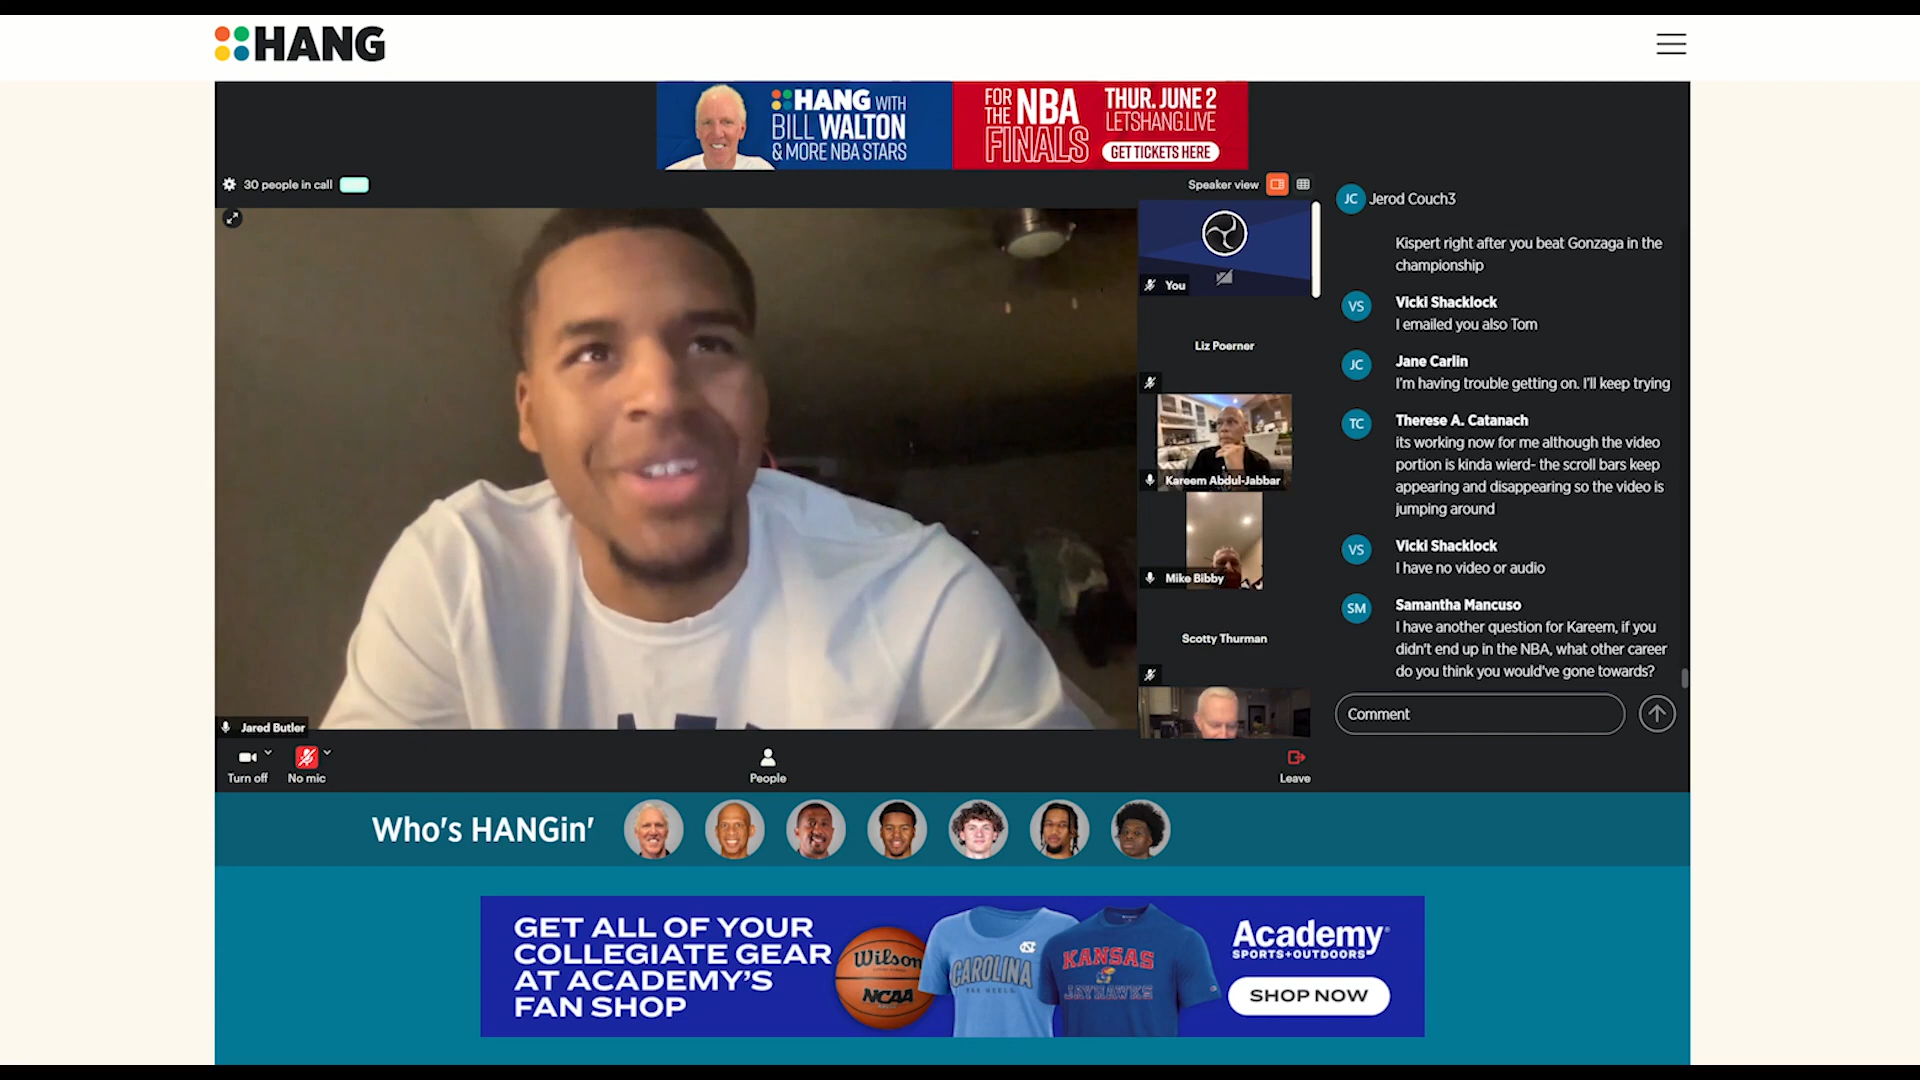 HANG
HANG WITH
BILL WALTON
& MORE NBA STARS
FOR
THE NBA
FINALS
THUR. JUNE 2
LETSHANG.LIVE
GET TICKETS HERE
30 people in call
Speaker view
You
Liz Poerner
Kareem Abdul-Jabbar
Mike Bibby
Scotty Thurman
Jared Butler
Turn off
No mic
People
Leave
JC Jerod Couch3
Kispert right after you beat Gonzaga in the
championship
VS Vicki Shacklock
I emailed you also Tom
JC Jane Carlin
I'm having trouble getting on. I'll keep trying
TC Therese A. Catanach
its working now for me although the video
portion is kinda wierd- the scroll bars keep
appearing and disappearing so the video is
jumping around
VS Vicki Shacklock
I have no video or audio
SM Samantha Mancuso
I have another question for Kareem, if you
didn't end up in the NBA, what other career
do you think you would've gone towards?
Comment
Who's HANGin'
GET ALL OF YOUR
COLLEGIATE GEAR
AT ACADEMY'S
FAN SHOP
Wilson
NCAA
NC
CAROLINA
TAR HEELS
KANSAS
JAYHAWKS
Academy
SPORTS+OUTDOORS
SHOP NOW